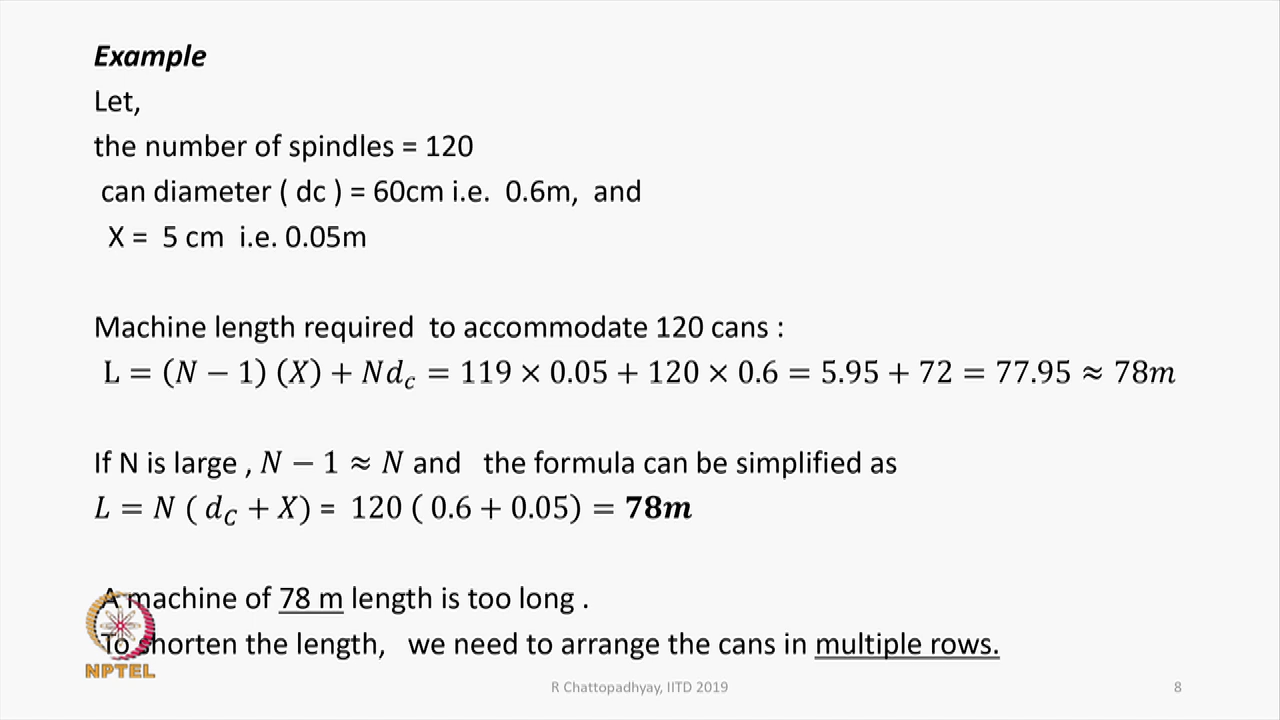 Example
Let,
the number of spindles = 120
can diameter ( dc ) = 60cm i.e. 0.6m, and
X = 5 cm i.e. 0.05m
Machine length required to accommodate 120 cans :
L = (N − 1) (X) + Nd_c = 119 × 0.05 + 120 × 0.6 = 5.95 + 72 = 77.95 ≈ 78m
If N is large , N − 1 ≈ N and the formula can be simplified as
L = N ( d_C + X) = 120 ( 0.6 + 0.05) = 78m
A machine of 78 m length is too long .
To shorten the length, we need to arrange the cans in multiple rows.
NPTEL
R Chattopadhyay, IITD 2019
8